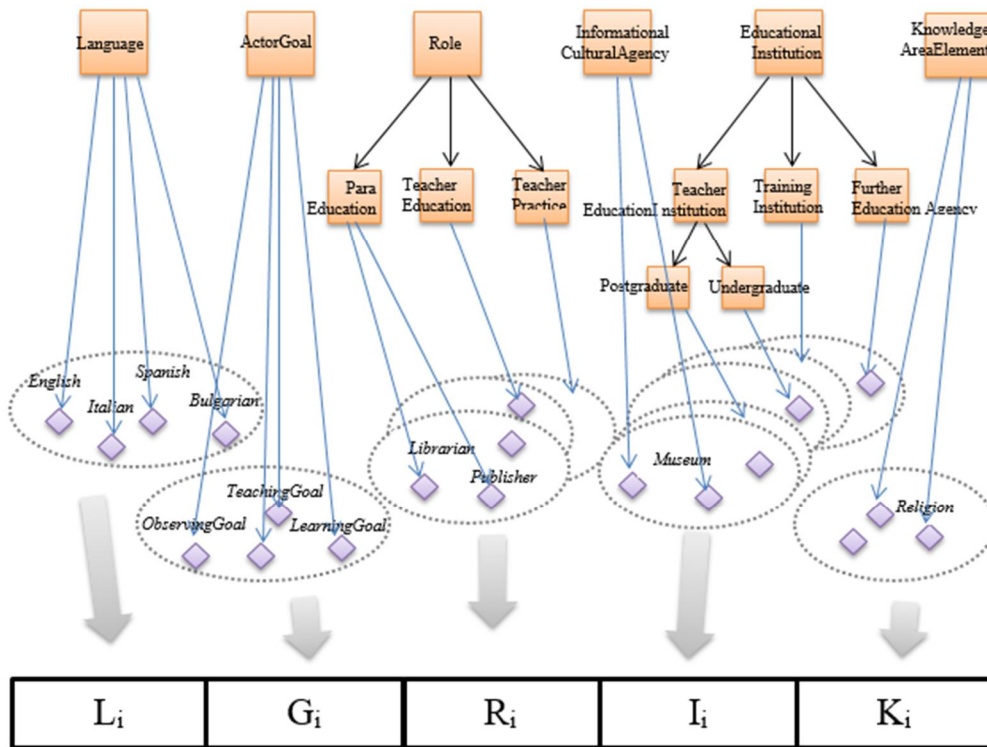 Language
ActorGoal
Role
Informational
CulturalAgency
Educational
Institution
Knowledge
AreaElement
Para
Education
Teacher
Education
Teacher
Practice
Teacher
EducationInstitution
Training
Institution
Further
Education Agency
Postgraduate
Undergraduate
English
Italian
Spanish
Bulgarian
ObservingGoal
TeachingGoal
LearningGoal
Librarian
Publisher
Museum
Religion
Li
Gi
Ri
Ii
Ki